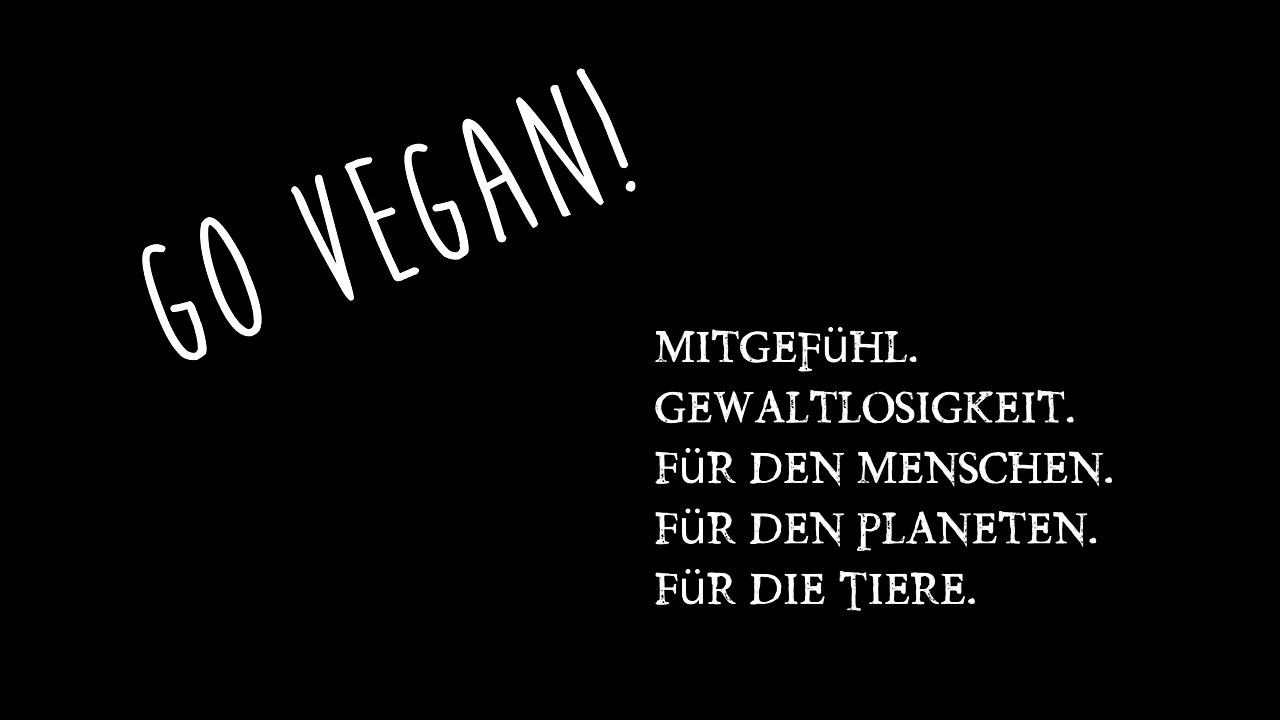 GO VEGAN!
MITGEFÜHL.
GEWALTLOSIGKEIT.
FÜR DEN MENSCHEN.
FÜR DEN PLANETEN.
FÜR DIE TIERE.